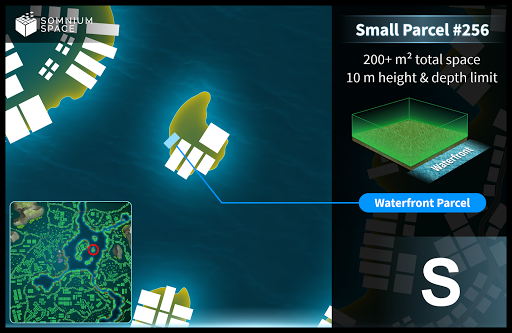 SOMNIUM
SPACE
Small Parcel #256
200+ m² total space
10 m height & depth limit
Waterfront
Waterfront Parcel
S